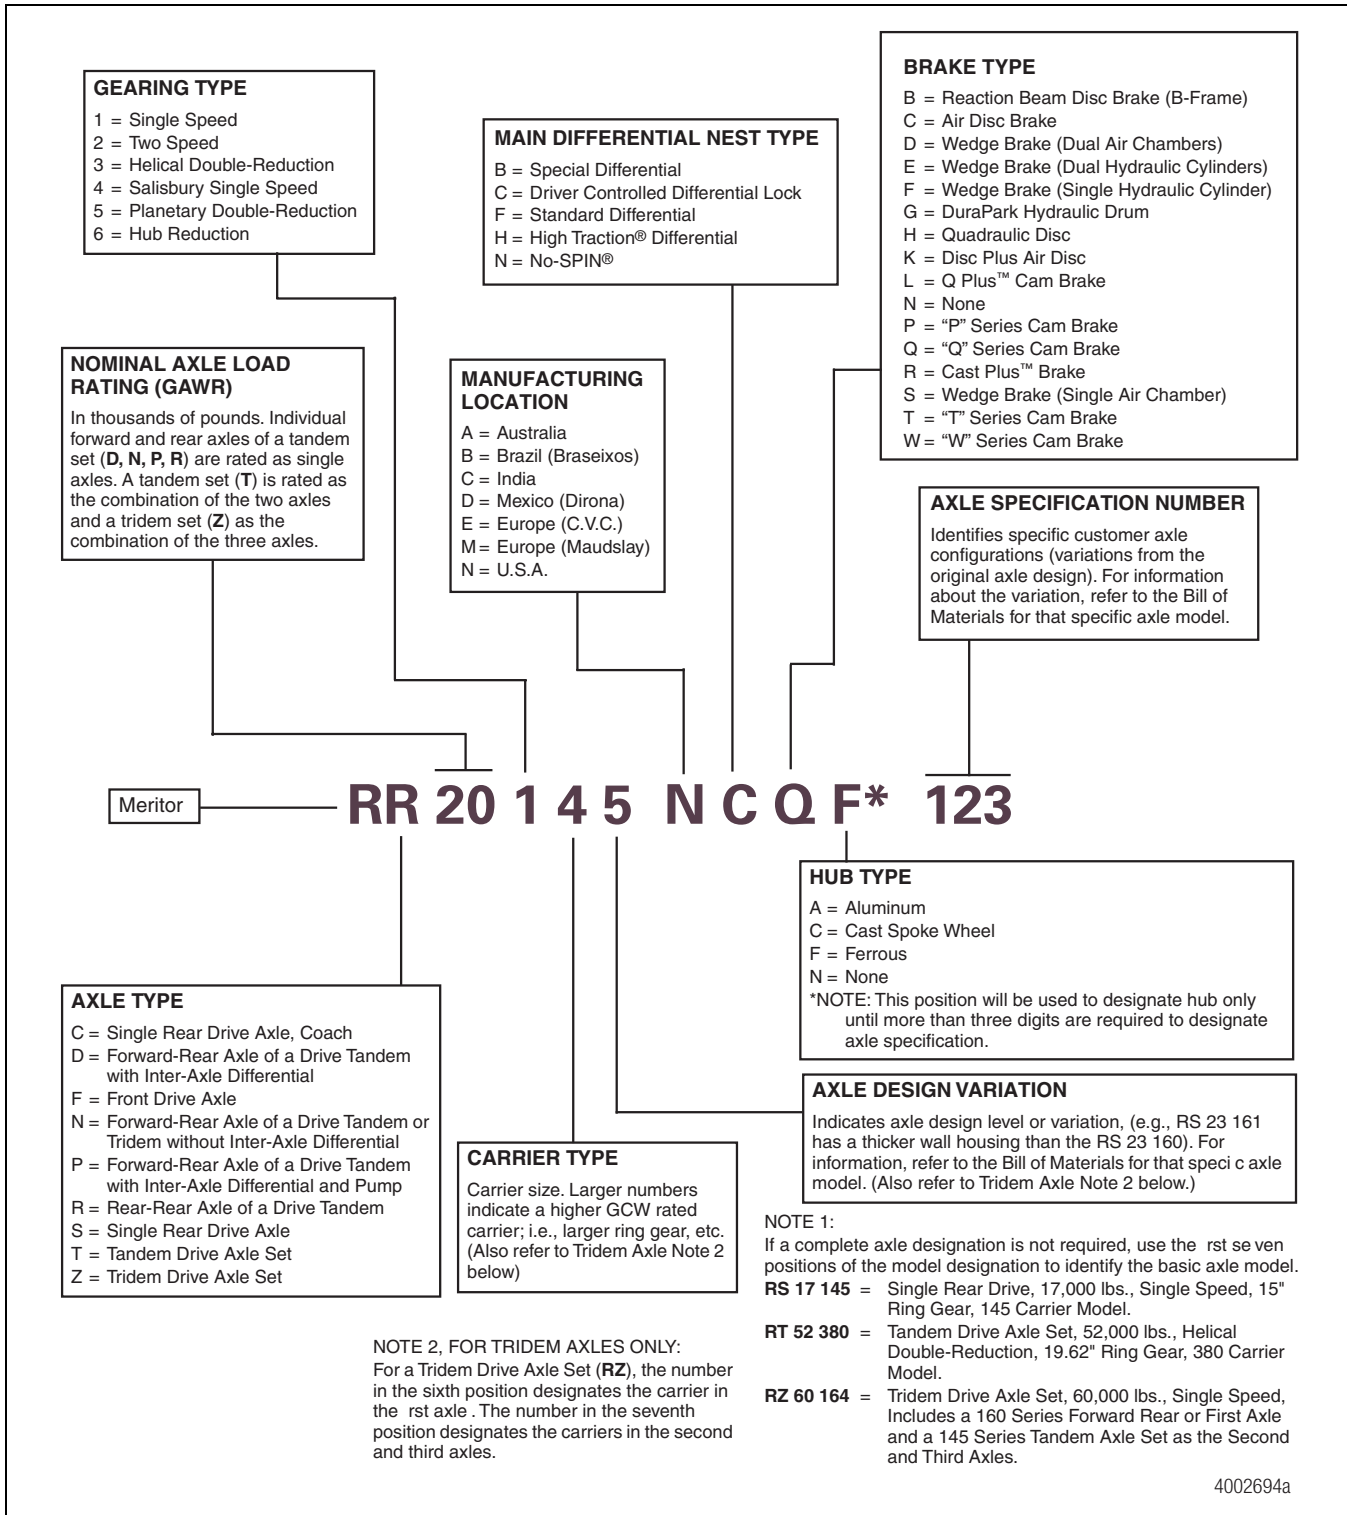 GEARING TYPE
1 = Single Speed
2 = Two Speed
3 = Helical Double-Reduction
4 = Salisbury Single Speed
5 = Planetary Double-Reduction
6 = Hub Reduction
MAIN DIFFERENTIAL NEST TYPE
B = Special Differential
C = Driver Controlled Differential Lock
F = Standard Differential
H = High Traction® Differential
N = No-SPIN®
BRAKE TYPE
B = Reaction Beam Disc Brake (B-Frame)
C = Air Disc Brake
D = Wedge Brake (Dual Air Chambers)
E = Wedge Brake (Dual Hydraulic Cylinders)
F = Wedge Brake (Single Hydraulic Cylinder)
G = DuraPark Hydraulic Drum
H = Quadraulic Disc
K = Disc Plus Air Disc
L = Q Plus™ Cam Brake
N = None
P = “P” Series Cam Brake
Q = “Q” Series Cam Brake
R = Cast Plus™ Brake
S = Wedge Brake (Single Air Chamber)
T = “T” Series Cam Brake
W = “W” Series Cam Brake
NOMINAL AXLE LOAD
RATING (GAWR)
In thousands of pounds. Individual
forward and rear axles of a tandem
set (D, N, P, R) are rated as single
axles. A tandem set (T) is rated as
the combination of the two axles
and a tridem set (Z) as the
combination of the three axles.
MANUFACTURING
LOCATION
A = Australia
B = Brazil (Braseixos)
C = India
D = Mexico (Dirona)
E = Europe (C.V.C.)
M = Europe (Maudslay)
N = U.S.A.
AXLE SPECIFICATION NUMBER
Identifies specific customer axle
configurations (variations from the
original axle design). For information
about the variation, refer to the Bill of
Materials for that specific axle model.
Meritor
RR 20 1 4 5 N C Q F* 123
HUB TYPE
A = Aluminum
C = Cast Spoke Wheel
F = Ferrous
N = None
*NOTE: This position will be used to designate hub only
until more than three digits are required to designate
axle specification.
AXLE TYPE
C = Single Rear Drive Axle, Coach
D = Forward-Rear Axle of a Drive Tandem
with Inter-Axle Differential
F = Front Drive Axle
N = Forward-Rear Axle of a Drive Tandem or
Tridem without Inter-Axle Differential
P = Forward-Rear Axle of a Drive Tandem
with Inter-Axle Differential and Pump
R = Rear-Rear Axle of a Drive Tandem
S = Single Rear Drive Axle
T = Tandem Drive Axle Set
Z = Tridem Drive Axle Set
CARRIER TYPE
Carrier size. Larger numbers
indicate a higher GCW rated
carrier; i.e., larger ring gear, etc.
(Also refer to Tridem Axle Note 2
below)
AXLE DESIGN VARIATION
Indicates axle design level or variation, (e.g., RS 23 161
has a thicker wall housing than the RS 23 160). For
information, refer to the Bill of Materials for that speci c axle
model. (Also refer to Tridem Axle Note 2 below.)
NOTE 1:
If a complete axle designation is not required, use the rst se ven
positions of the model designation to identify the basic axle model.
RS 17 145 = Single Rear Drive, 17,000 lbs., Single Speed, 15"
Ring Gear, 145 Carrier Model.
RT 52 380 = Tandem Drive Axle Set, 52,000 lbs., Helical
Double-Reduction, 19.62" Ring Gear, 380 Carrier
Model.
RZ 60 164 = Tridem Drive Axle Set, 60,000 lbs., Single Speed,
Includes a 160 Series Forward Rear or First Axle
and a 145 Series Tandem Axle Set as the Second
and Third Axles.
NOTE 2, FOR TRIDEM AXLES ONLY:
For a Tridem Drive Axle Set (RZ), the number
in the sixth position designates the carrier in
the rst axle . The number in the seventh
position designates the carriers in the second
and third axles.
4002694a